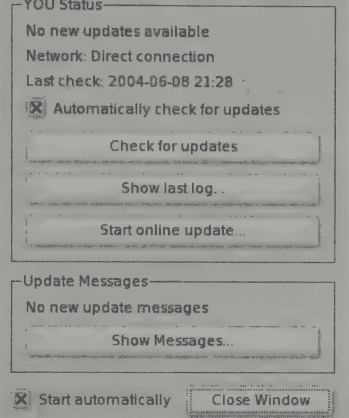 YOU Status
No new updates available
Network: Direct connection
Last check: 2004-06-08 21:28
Automatically check for updates
Check for updates
Show last log. .
Start online update...
Update Messages
No new update messages
Show Messages...
Start automatically
Close Window